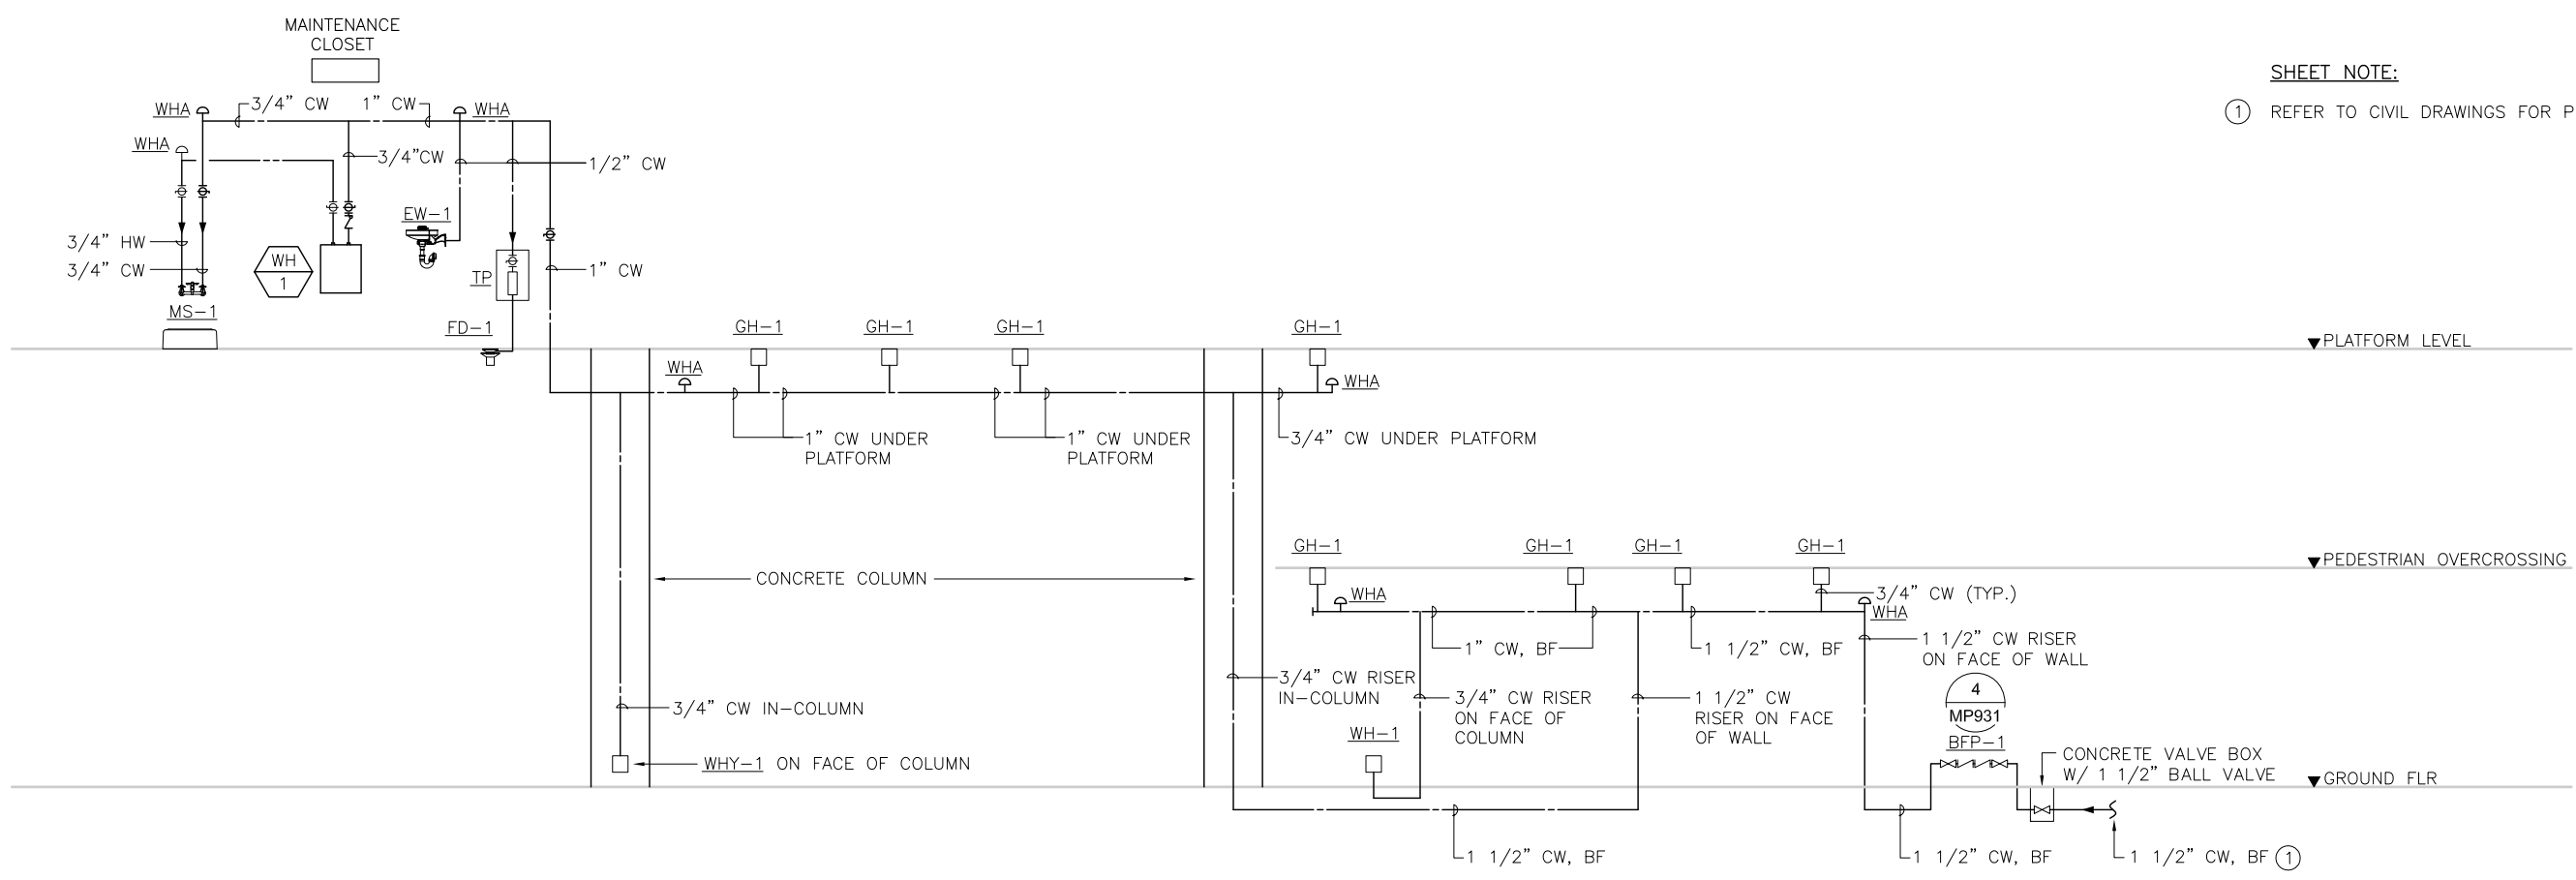 MAINTENANCE
CLOSET
SHEET NOTE:
1 REFER TO CIVIL DRAWINGS FOR P
WHA
3/4" CW
1" CW
WHA
WHA
3/4"CW
1/2" CW
EW-1
3/4" HW
3/4" CW
WH
1
TP
1" CW
MS-1
FD-1
GH-1
GH-1
GH-1
GH-1
PLATFORM LEVEL
WHA
WHA
1" CW UNDER
PLATFORM
1" CW UNDER
PLATFORM
3/4" CW UNDER PLATFORM
GH-1
GH-1
GH-1
GH-1
PEDESTRIAN OVERCROSSING
CONCRETE COLUMN
WHA
3/4" CW (TYP.)
WHA
1" CW, BF
1 1/2" CW, BF
1 1/2" CW RISER
ON FACE OF WALL
3/4" CW RISER
IN-COLUMN
3/4" CW RISER
ON FACE OF
COLUMN
1 1/2" CW
RISER ON FACE
OF WALL
4
MP931
BFP-1
3/4" CW IN-COLUMN
WH-1
WHY-1 ON FACE OF COLUMN
CONCRETE VALVE BOX
W/ 1 1/2" BALL VALVE
GROUND FLR
1 1/2" CW, BF
1 1/2" CW, BF
1 1/2" CW, BF 1